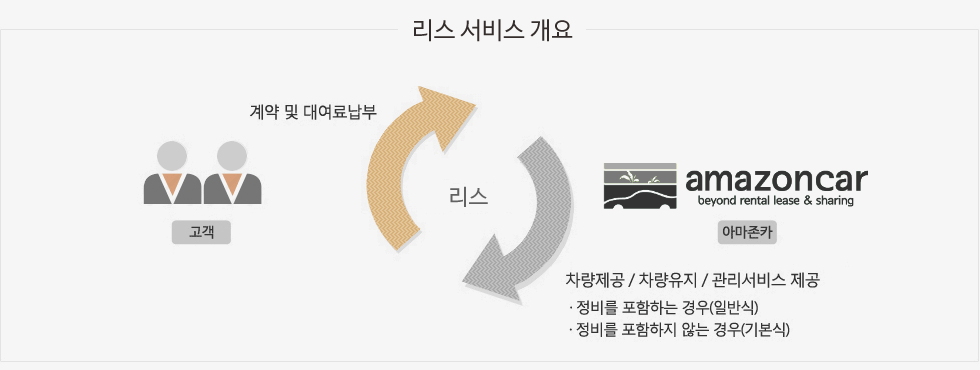 리스 서비스 개요
계약 및 대여료납부
리스
고객
amazoncar
beyond rental lease & sharing
아마존카
차량제공 / 차량유지 / 관리서비스 제공
· 정비를 포함하는 경우(일반식)
· 정비를 포함하지 않는 경우(기본식)